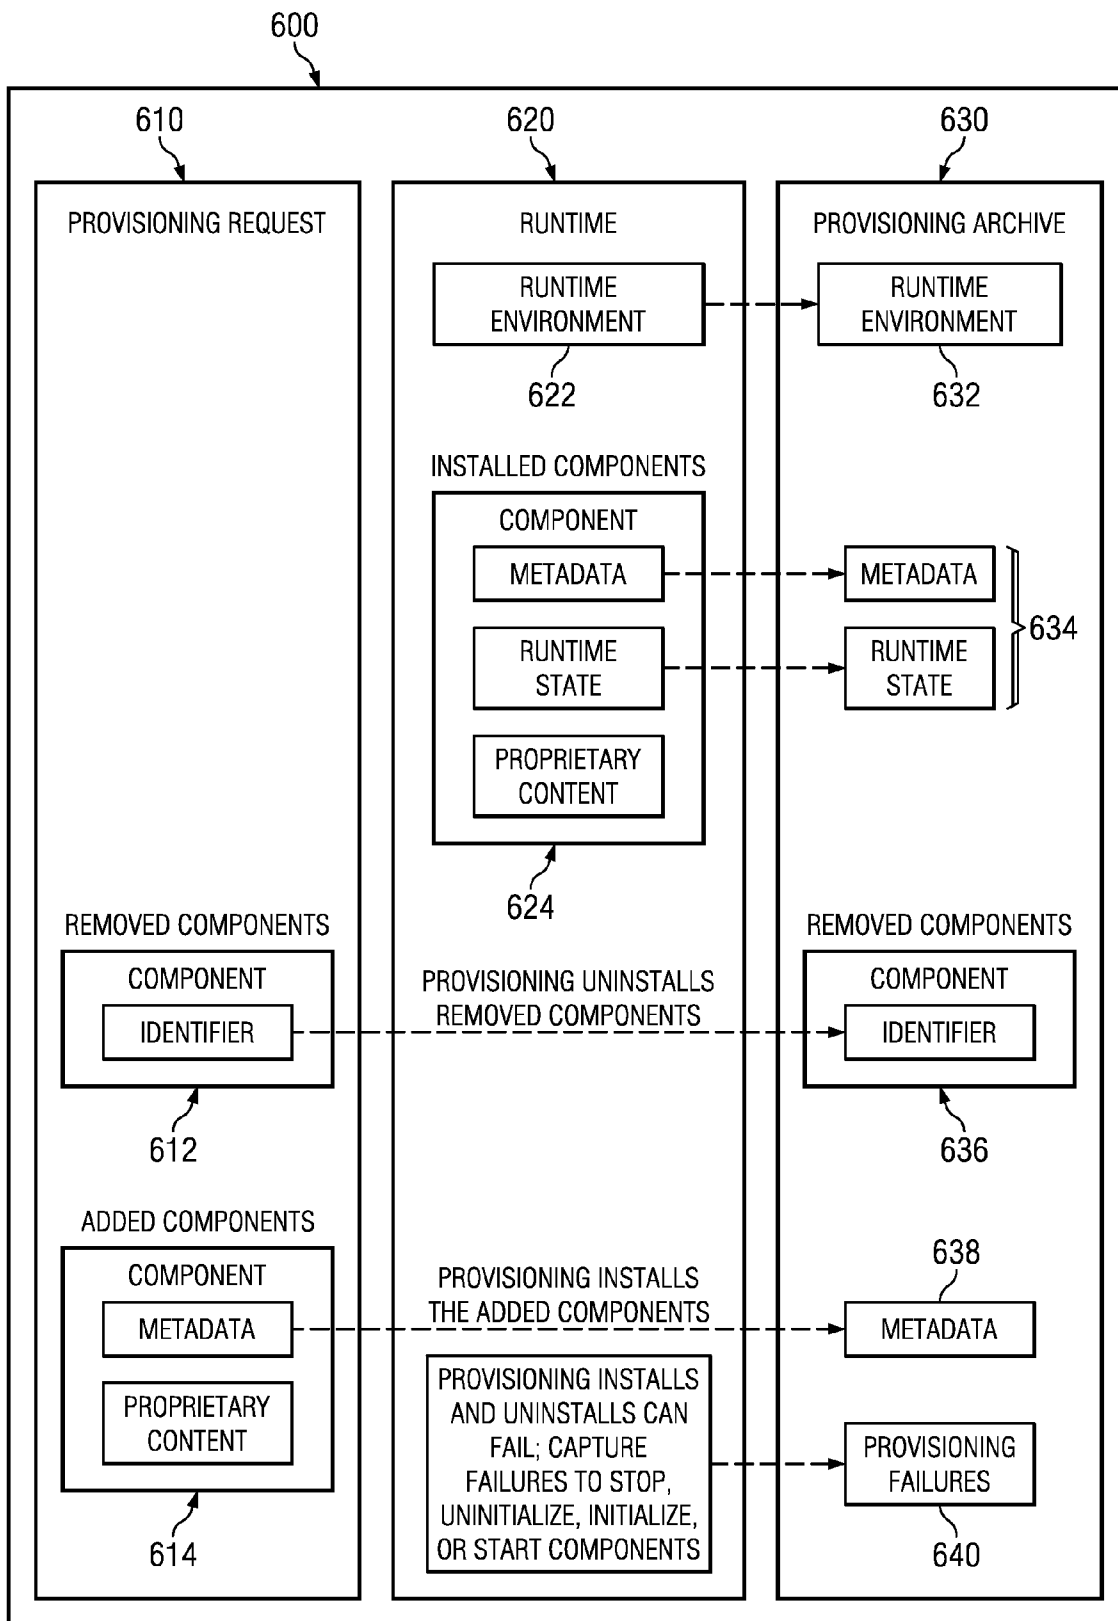 600
610
620
630
PROVISIONING REQUEST
RUNTIME
PROVISIONING ARCHIVE
RUNTIME
ENVIRONMENT
622
RUNTIME
ENVIRONMENT
632
INSTALLED COMPONENTS
COMPONENT
METADATA
RUNTIME
STATE
PROPRIETARY
CONTENT
624
METADATA
RUNTIME
STATE
634
REMOVED COMPONENTS
COMPONENT
IDENTIFIER
612
PROVISIONING UNINSTALLS
REMOVED COMPONENTS
REMOVED COMPONENTS
COMPONENT
IDENTIFIER
636
ADDED COMPONENTS
COMPONENT
METADATA
PROPRIETARY
CONTENT
614
PROVISIONING INSTALLS
THE ADDED COMPONENTS
638
METADATA
PROVISIONING INSTALLS
AND UNINSTALLS CAN
FAIL; CAPTURE
FAILURES TO STOP,
UNINITIALIZE, INITIALIZE,
OR START COMPONENTS
PROVISIONING
FAILURES
640